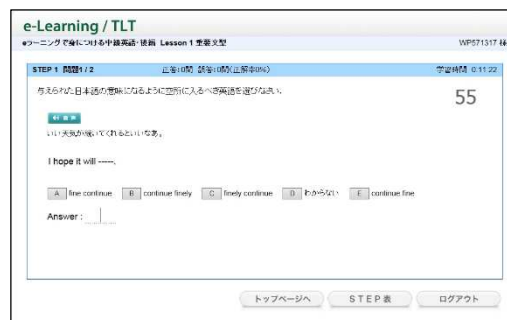 e-Learning / TLT
eラーニングで身につける中級英語・後編 Lesson 1 重要文型
WP571317 様
STEP 1 問題1 / 2 正答:0問 誤答:0問(正解率0%) 学習時間 0:11:22
与えられた日本語の意味になるように空所に入るべき英語を選びなさい。
55
いい天気が続いてくれるといいなあ。
I hope it will -----.
A fine continue B continue finely C finely continue D わからない E continue fine
Answer :
トップページへ STEP表 ログアウト